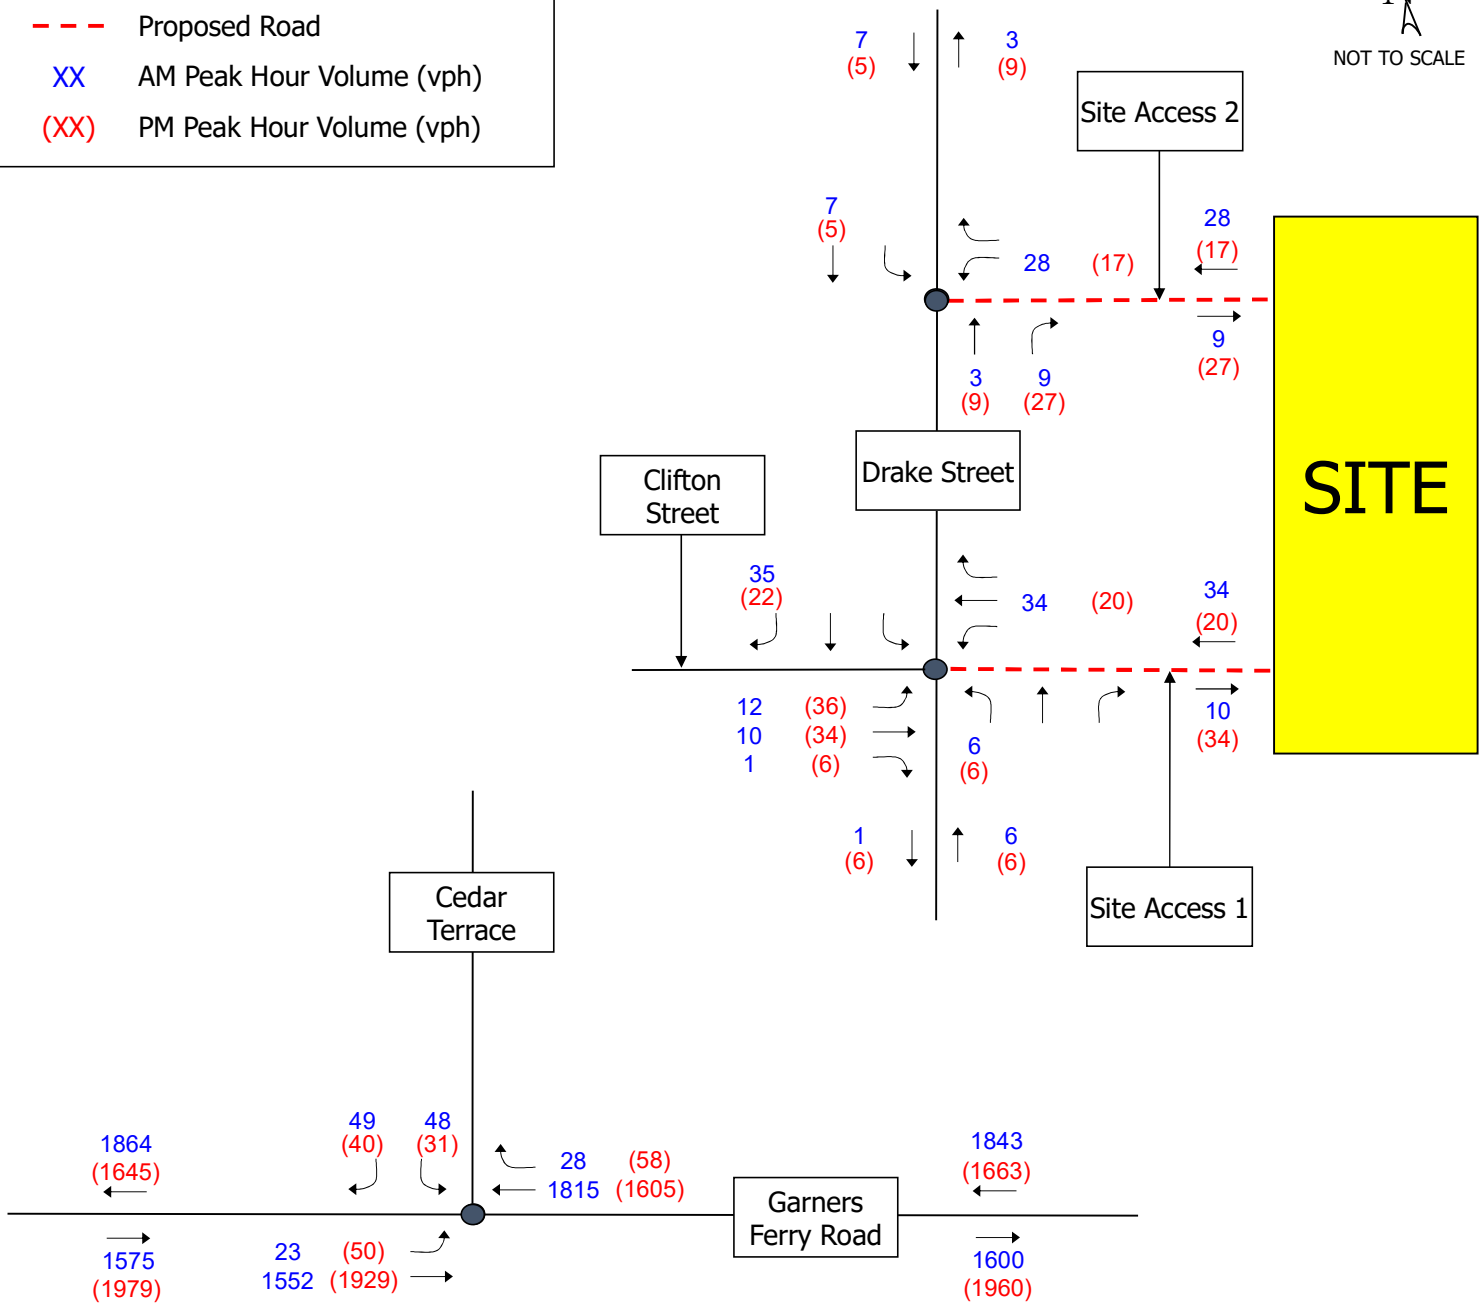 Proposed Road
XX AM Peak Hour Volume (vph)
(XX) PM Peak Hour Volume (vph)
NOT TO SCALE
7 3
(5) (9)
Site Access 2
7
(5)
28
(17)
28 (17)
9
(27)
3 9
(9) (27)
SITE
Drake Street
Clifton
Street
35
(22)
34
(20)
34 (20)
12 (36)
10 (34)
1 (6)
6
(6)
10
(34)
1 6
(6) (6)
Site Access 1
Cedar
Terrace
49 48
(40) (31)
1864
(1645)
28 (58)
1815 (1605)
1843
(1663)
Garners
Ferry Road
1575
(1979)
23 (50)
1552 (1929)
1600
(1960)